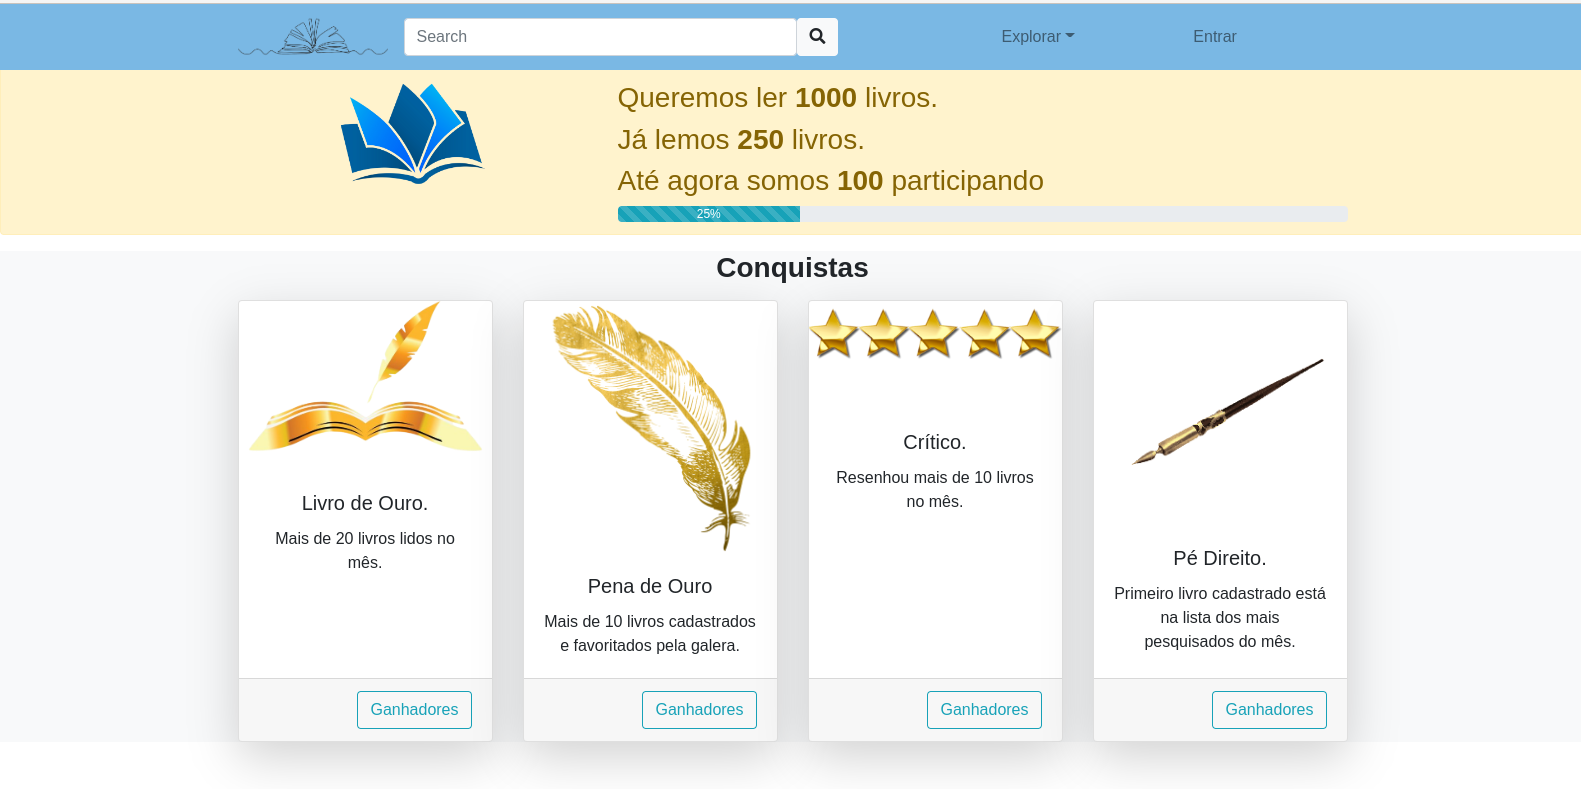 Search
Explorar
Entrar
Queremos ler 1000 livros.
Já lemos 250 livros.
Até agora somos 100 participando
25%
Conquistas
Livro de Ouro.
Mais de 20 livros lidos no
mês.
Ganhadores
Pena de Ouro
Mais de 10 livros cadastrados
e favoritados pela galera.
Ganhadores
Crítico.
Resenhou mais de 10 livros
no mês.
Ganhadores
Pé Direito.
Primeiro livro cadastrado está
na lista dos mais
pesquisados do mês.
Ganhadores